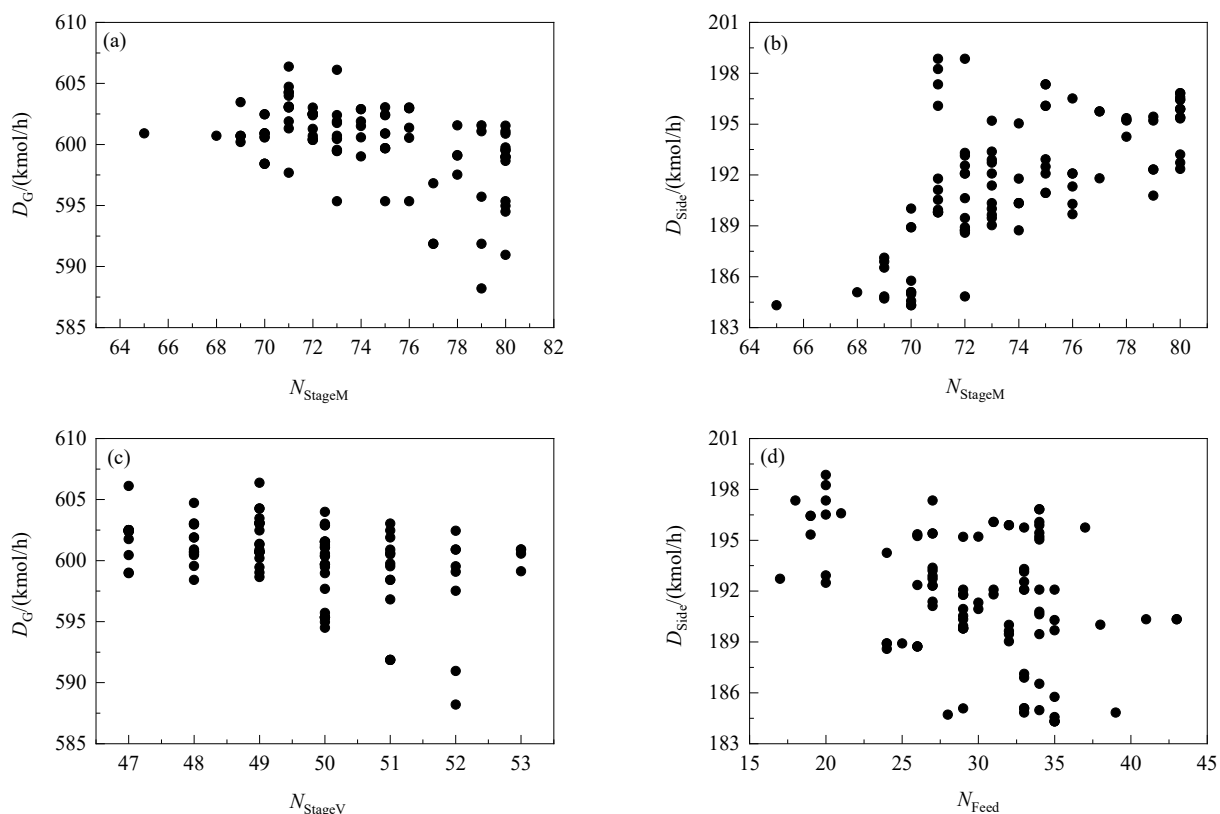 (a)
610
605
600
595
590
585
D_G/(kmol/h)
64 66 68 70 72 74 76 78 80 82
N_StageM
(b)
201
198
195
192
189
186
183
D_Side/(kmol/h)
64 66 68 70 72 74 76 78 80
N_StageM
(c)
610
605
600
595
590
585
D_G/(kmol/h)
47 48 49 50 51 52 53
N_StageV
(d)
201
198
195
192
189
186
183
D_Side/(kmol/h)
15 20 25 30 35 40 45
N_Feed